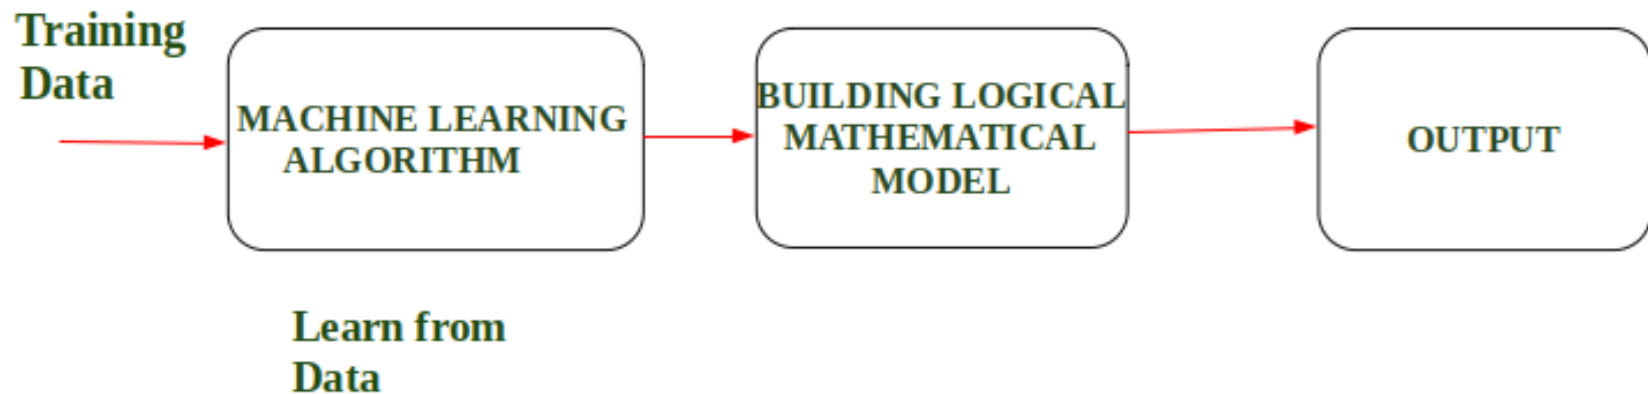 Training
Data
MACHINE LEARNING
ALGORITHM
BUILDING LOGICAL
MATHEMATICAL
MODEL
OUTPUT
Learn from
Data